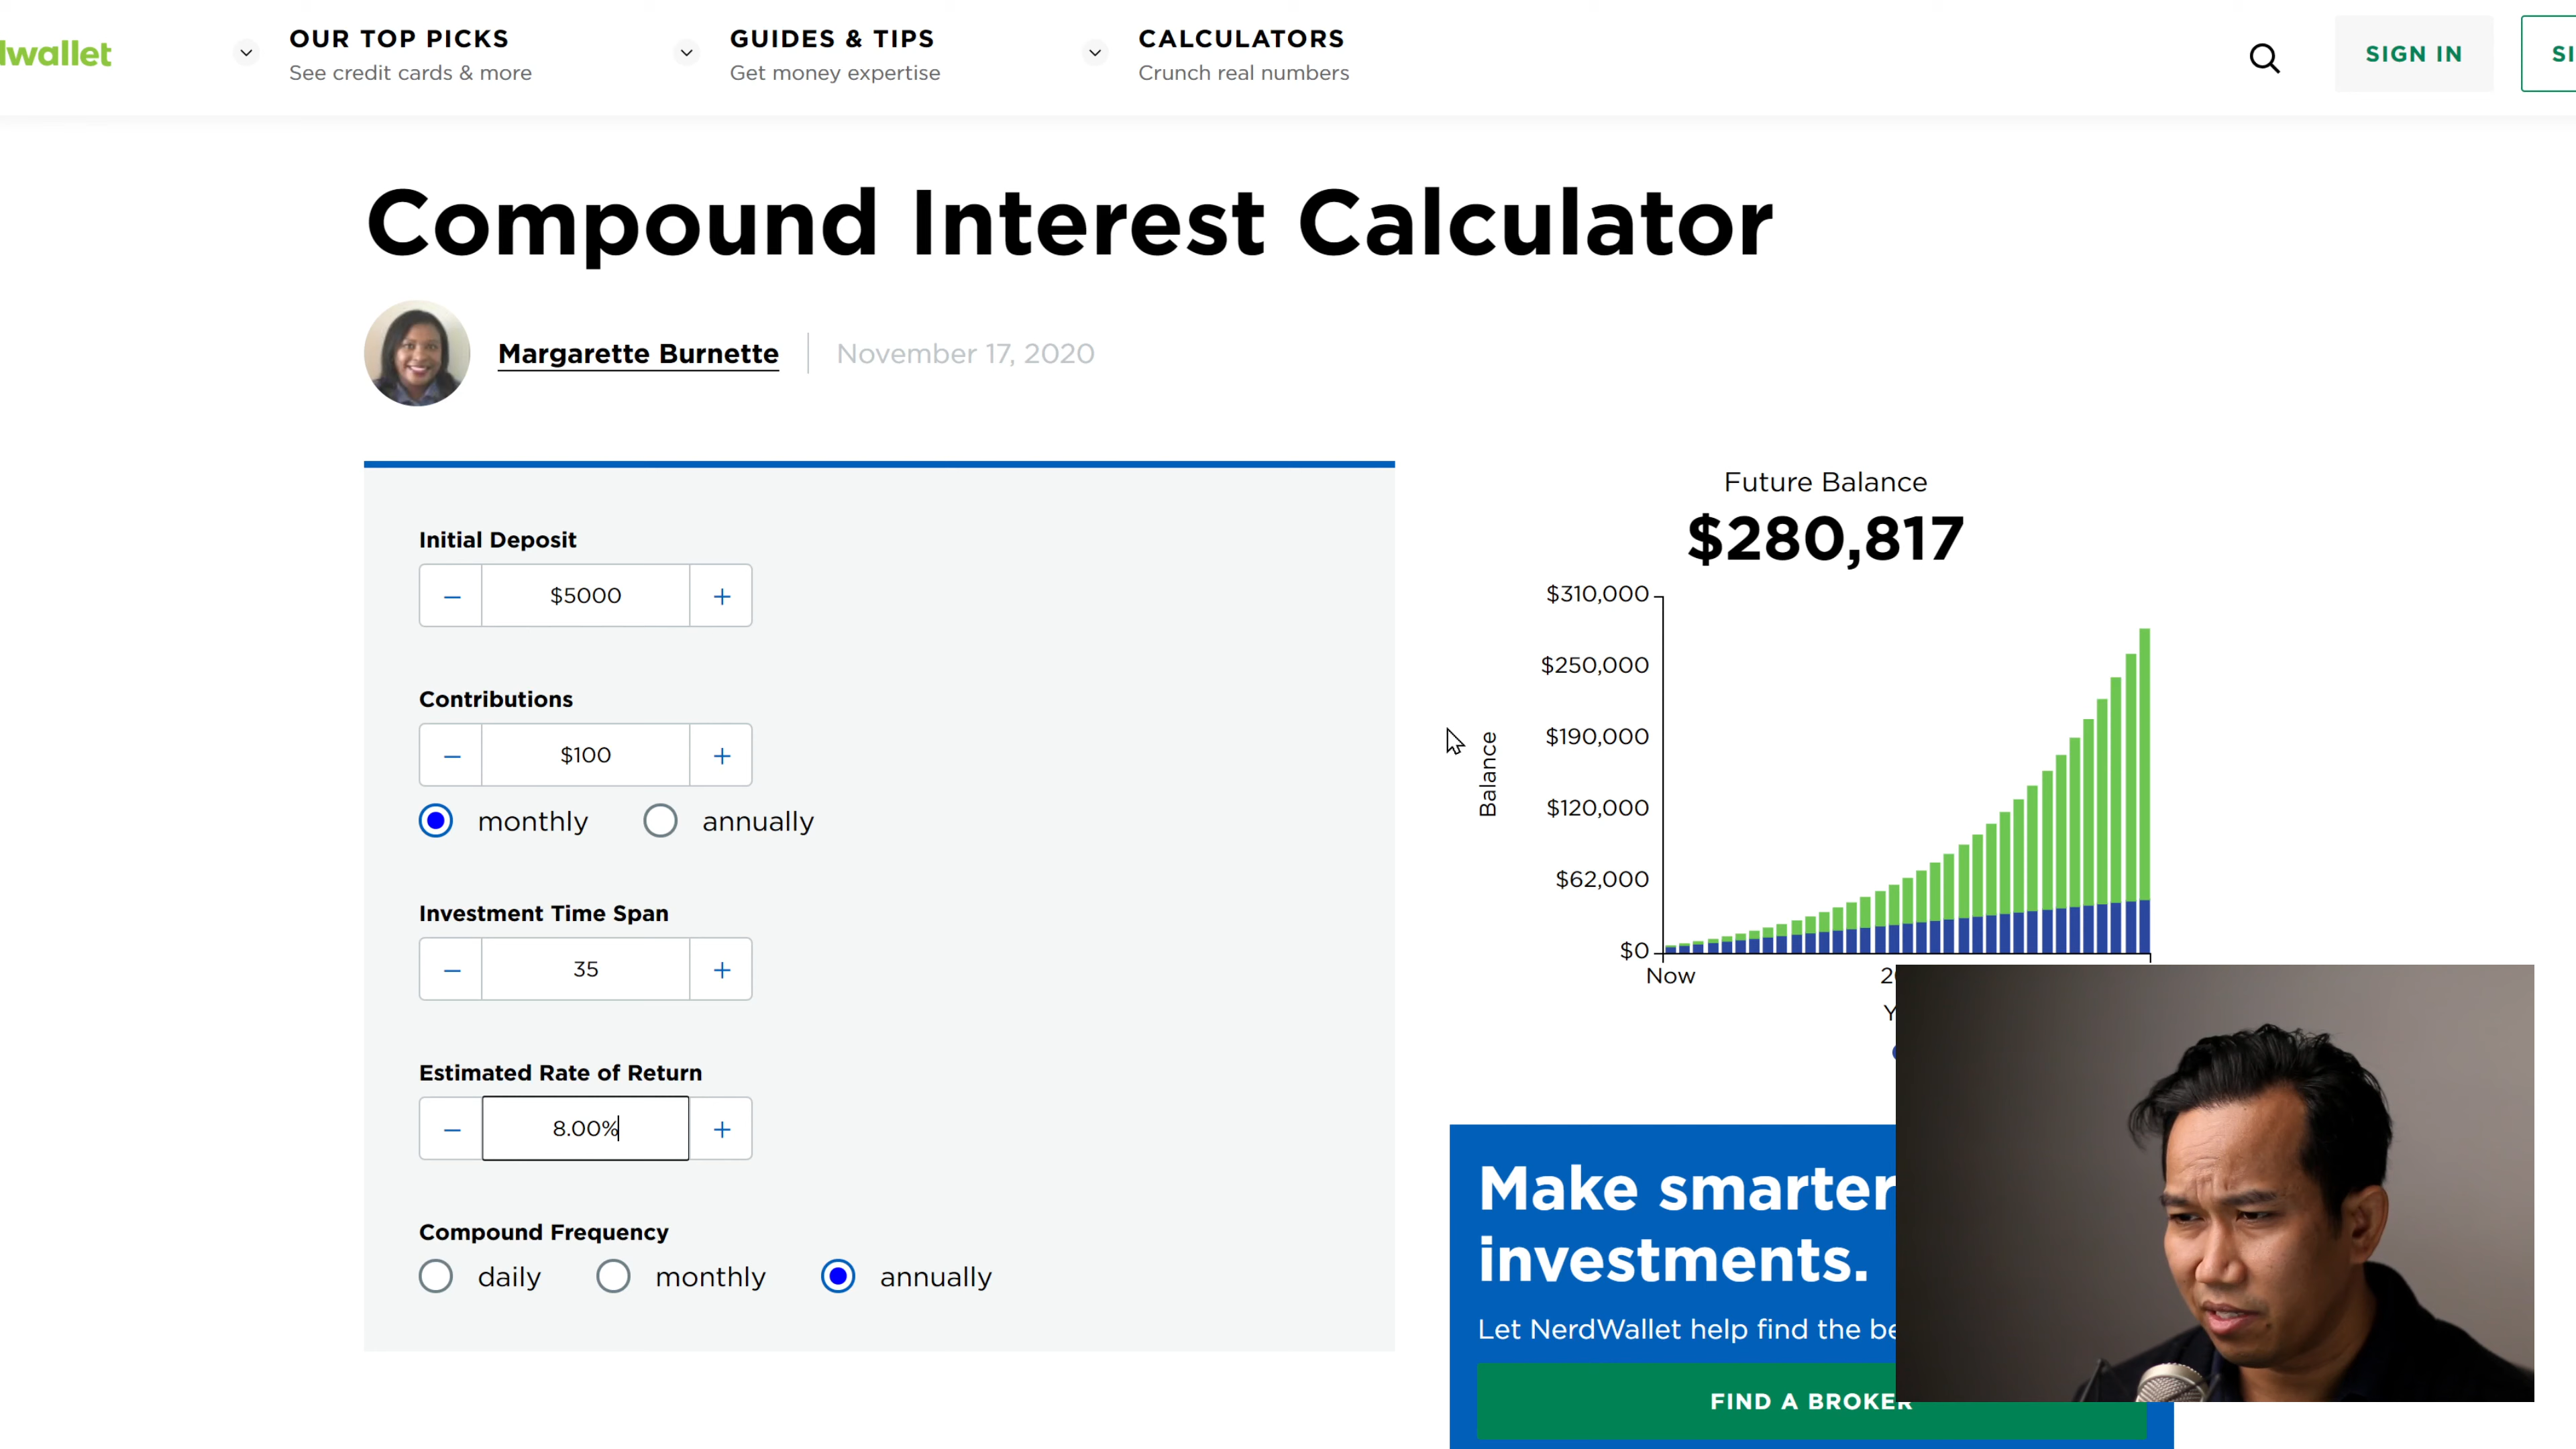 lwallet
OUR TOP PICKS
See credit cards & more
GUIDES & TIPS
Get money expertise
CALCULATORS
Crunch real numbers
SIGN IN
SI
Compound Interest Calculator
Margarette Burnette
November 17, 2020
Initial Deposit
– $5000 +
Contributions
– $100 +
monthly annually
Investment Time Span
– 35 +
Estimated Rate of Return
– 8.00% +
Compound Frequency
daily monthly annually
Future Balance
$280,817
$310,000
$250,000
$190,000
$120,000
$62,000
$0
Balance
Now
2
Y
Make smarter
investments.
Let NerdWallet help find the be
FIND A BROKER